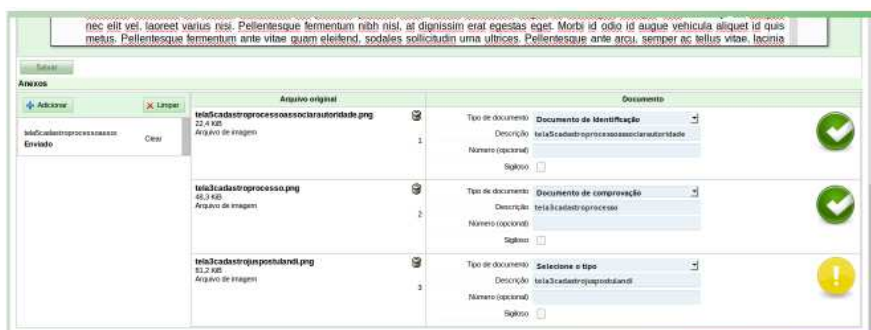 nec elit vel, laoreet varius nisi. Pellentesque fermentum nibh nisl, at dignissim erat egestas eget. Morbi id odio id augue vehicula aliquet id quis
metus. Pellentesque fermentum ante vitae quam eleifend, sodales sollicitudin urna ultrices. Pellentesque ante arcu, semper ac tellus vitae, lacinia
Salvar
Anexos
Adicionar
Limpar
Arquivo original
Documento
tela5cadastroprocessoassocia
Enviado
Clear
tela5cadastroprocessoassociarautoridade.png
22,4 KiB
Arquivo de imagem
1
Tipo de documento Documento de Identificação
Descrição tela5cadastroprocessoassociarautoridade
Número (opcional)
Sigiloso
tela3cadastroprocesso.png
48,3 KiB
Arquivo de imagem
2
Tipo de documento Documento de comprovação
Descrição tela3cadastroprocesso
Número (opcional)
Sigiloso
tela3cadastrojuspostulandi.png
51,2 KiB
Arquivo de imagem
3
Tipo de documento Selecione o tipo
Descrição tela3cadastrojuspostulandi
Número (opcional)
Sigiloso